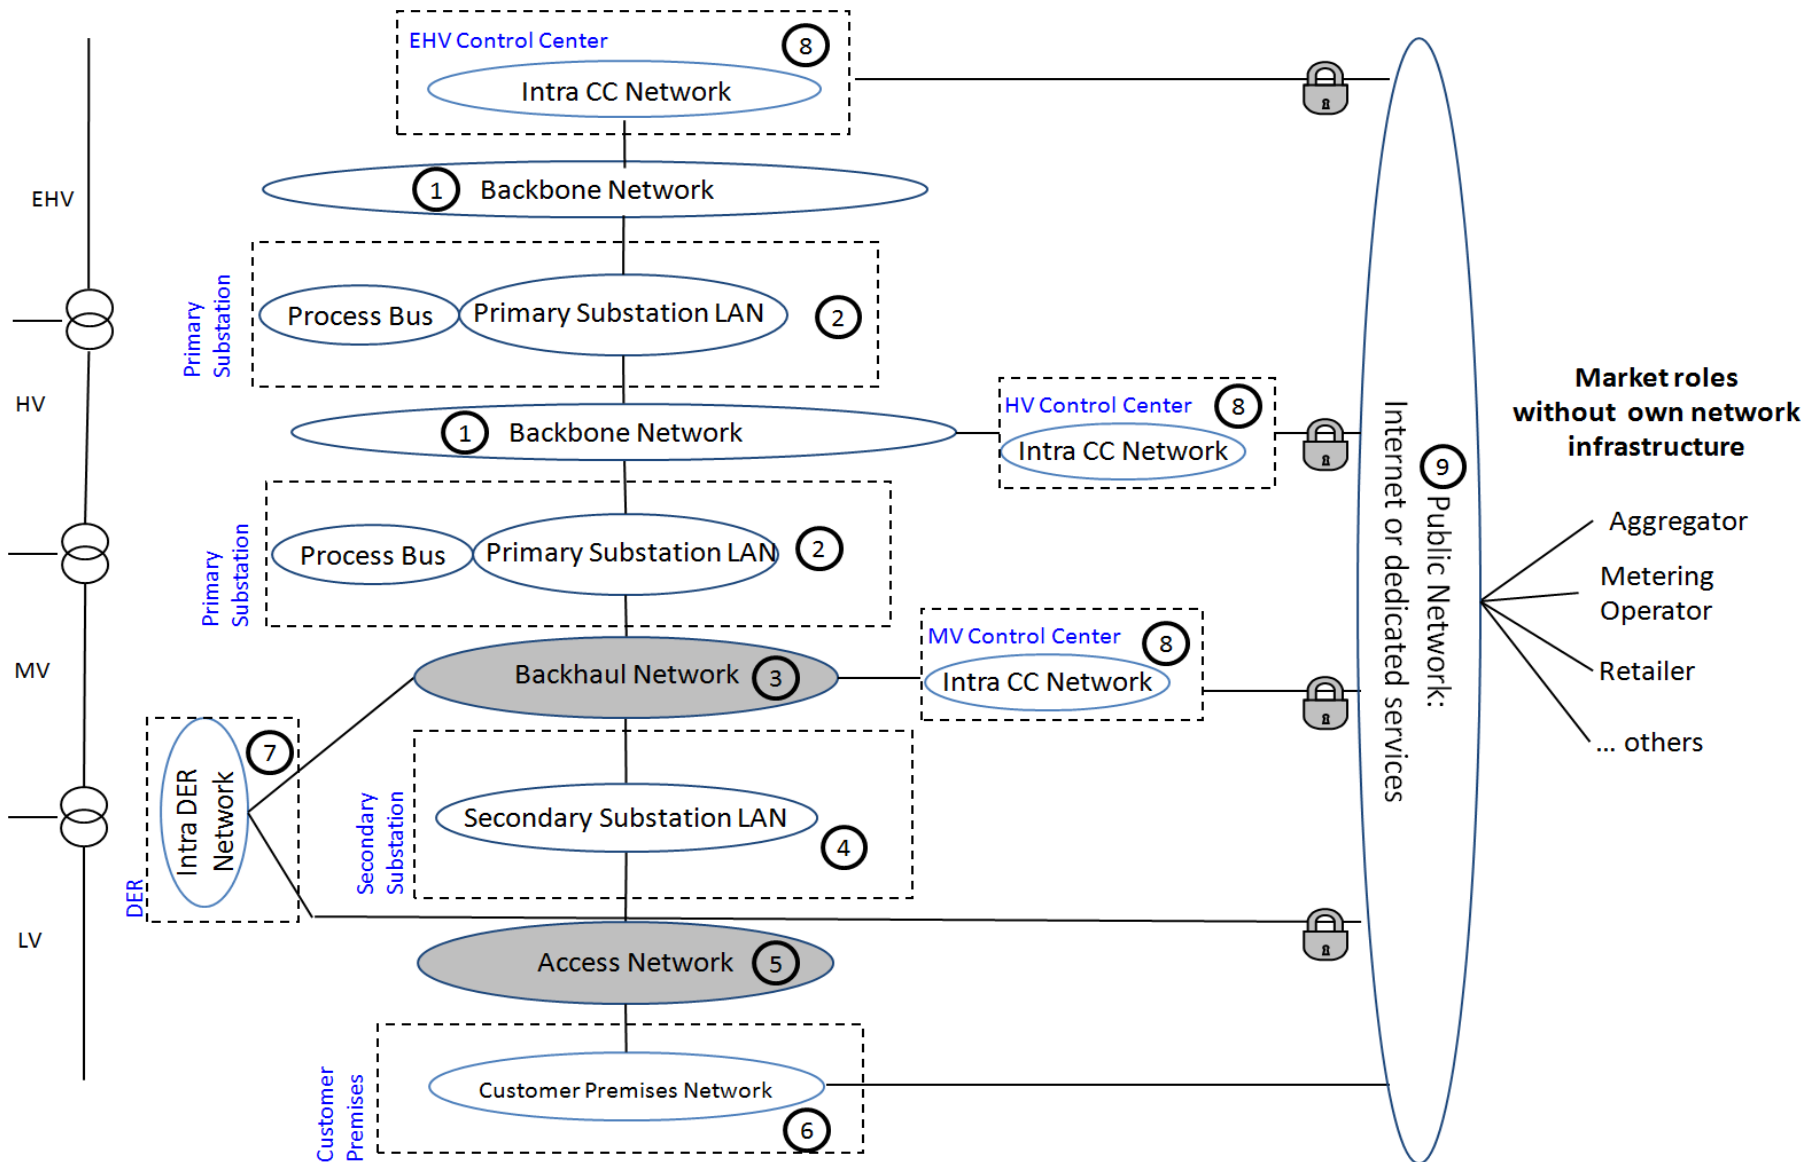 EHV Control Center
8
Intra CC Network
1
Backbone Network
EHV
Primary
Substation
Process Bus
Primary Substation LAN
2
HV
1
Backbone Network
HV Control Center
8
Intra CC Network
Primary
Substation
Process Bus
Primary Substation LAN
2
MV
Backhaul Network
3
MV Control Center
8
Intra CC Network
7
Intra DER
Network
DER
Secondary
Substation
Secondary Substation LAN
4
LV
Access Network
5
Customer
Premises
Customer Premises Network
6
9
Public Network:
Internet or dedicated services
Market roles
without own network
infrastructure
Aggregator
Metering
Operator
Retailer
... others